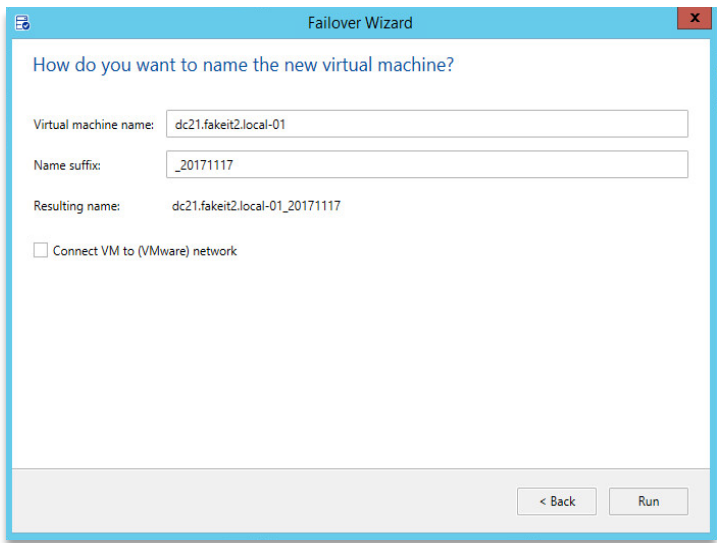 Failover Wizard
x
How do you want to name the new virtual machine?
Virtual machine name: dc21.fakeit2.local-01
Name suffix: _20171117
Resulting name: dc21.fakeit2.local-01_20171117
Connect VM to (VMware) network
< Back Run